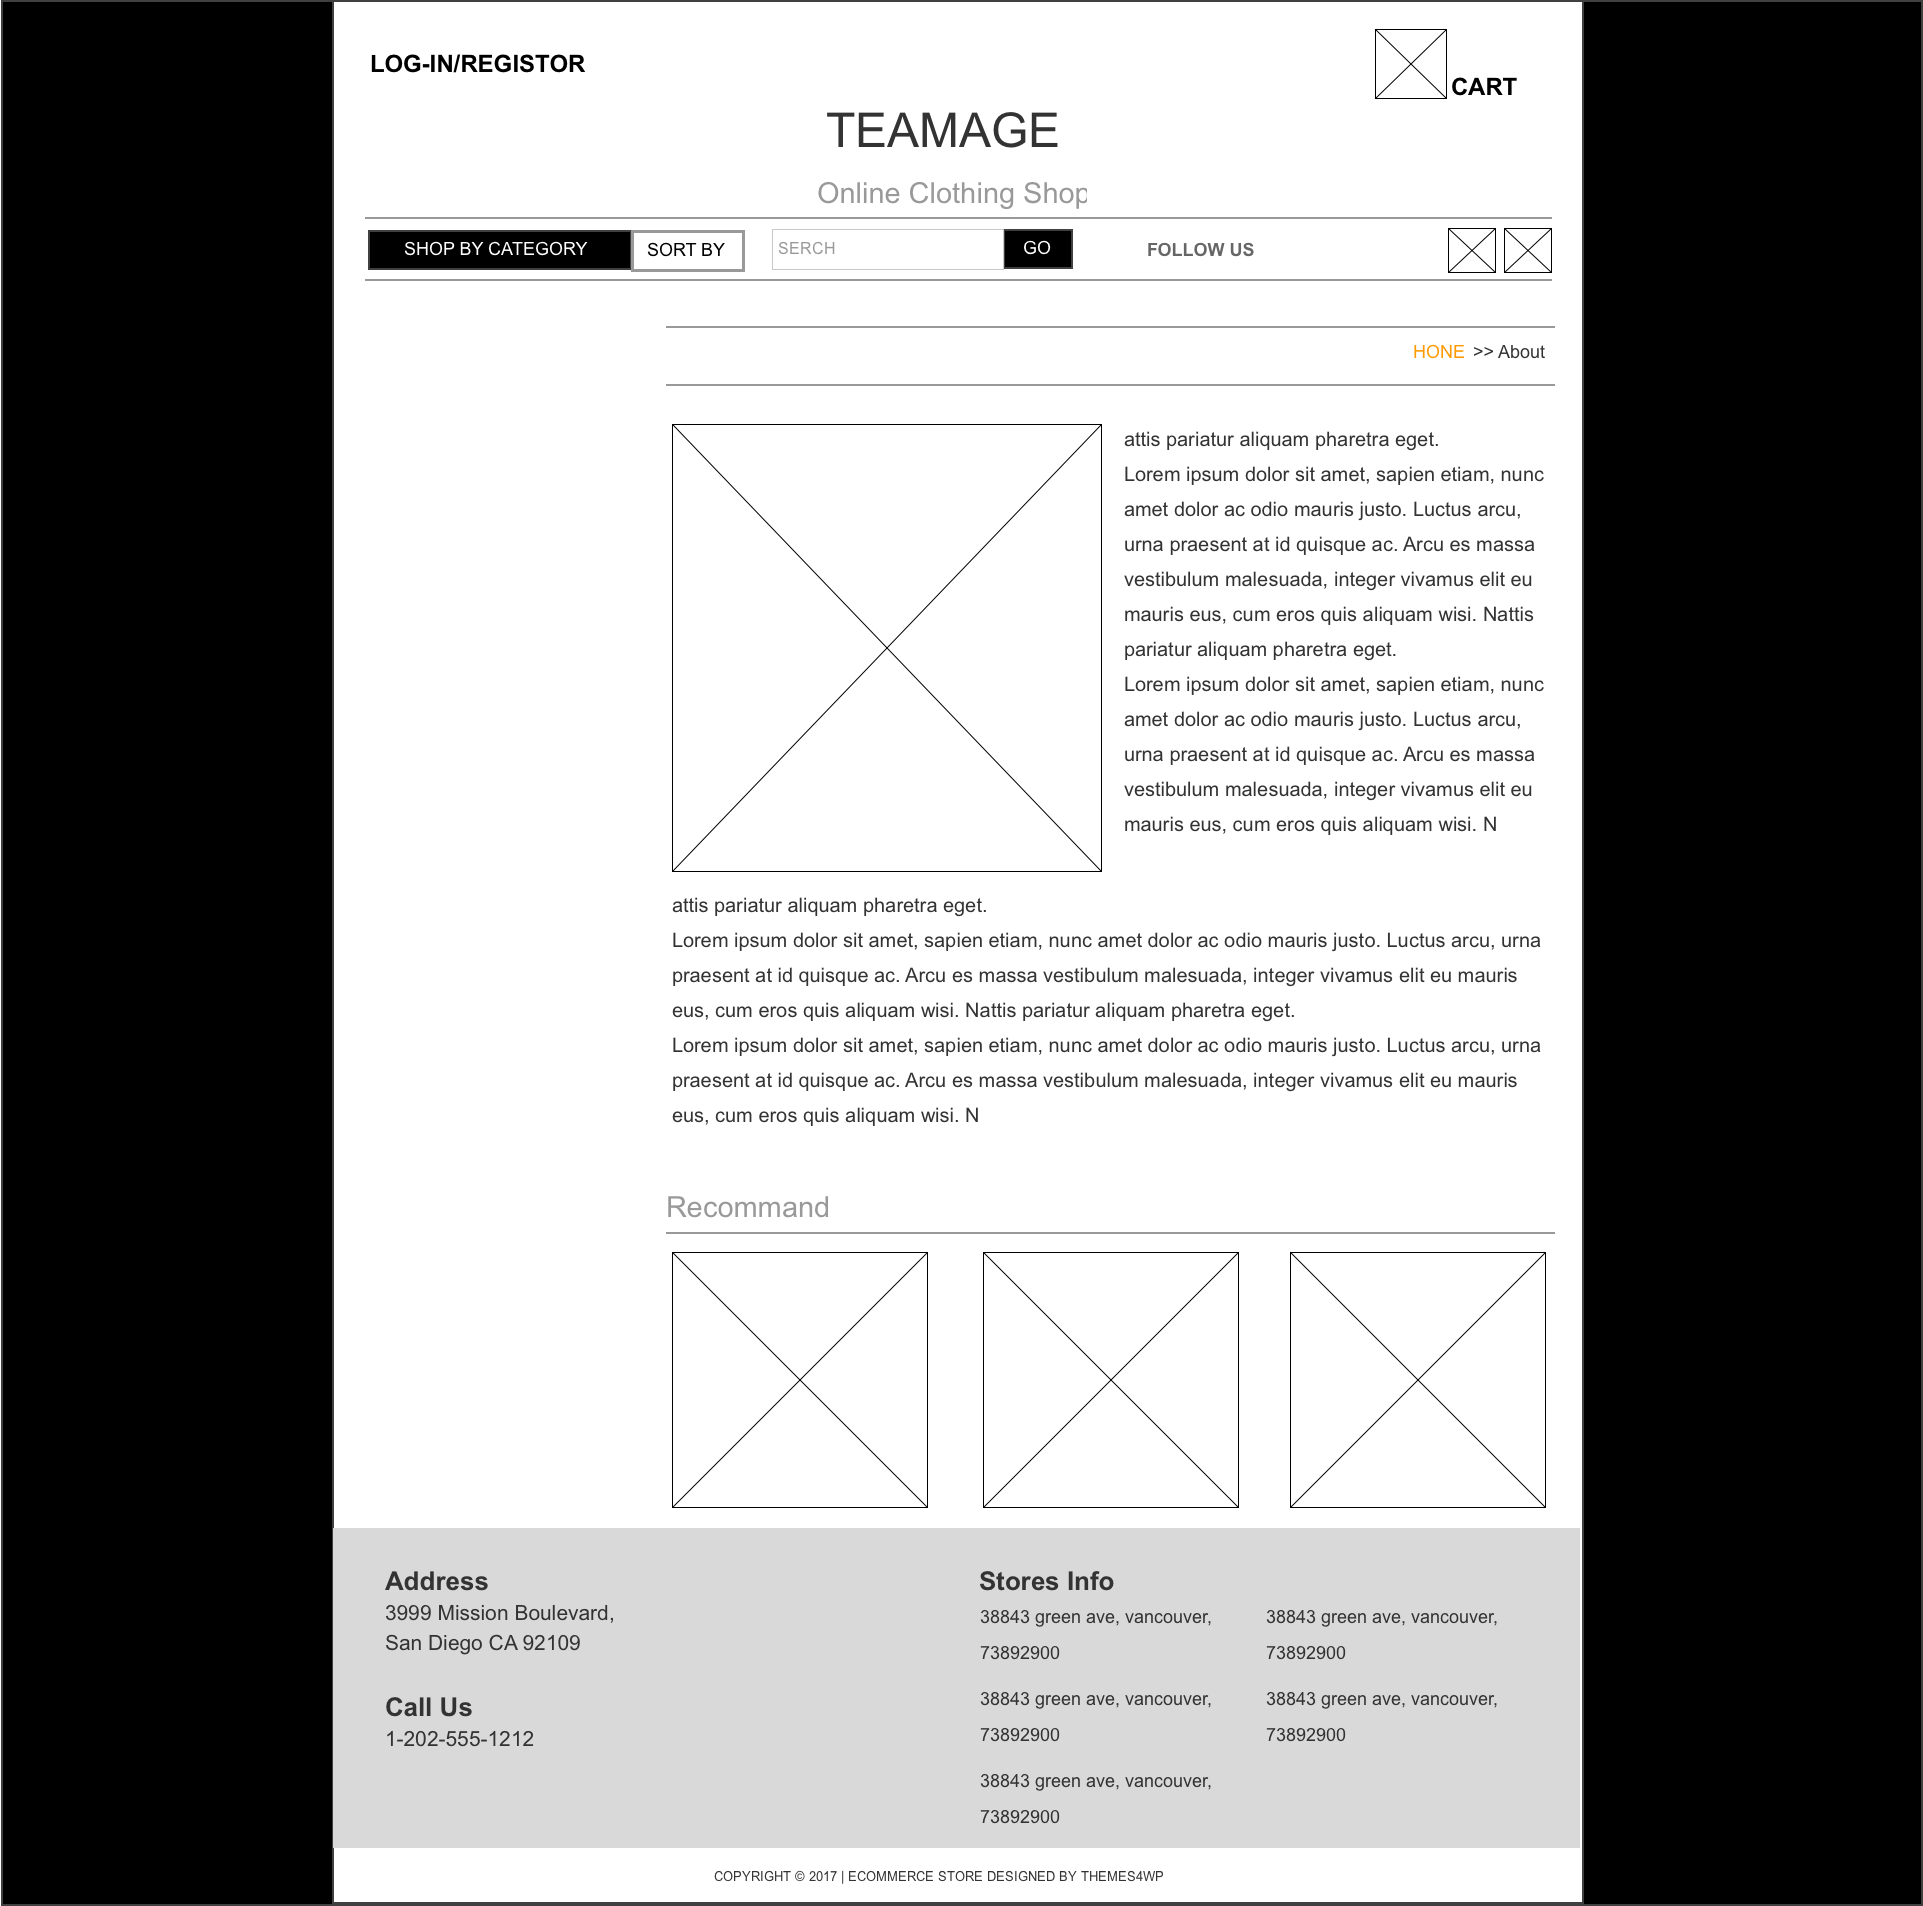 LOG-IN/REGISTOR
CART
TEAMAGE
Online Clothing Shop
SHOP BY CATEGORY
SORT BY
SERCH
GO
FOLLOW US
HONE >> About
attis pariatur aliquam pharetra eget.
Lorem ipsum dolor sit amet, sapien etiam, nunc
amet dolor ac odio mauris justo. Luctus arcu,
urna praesent at id quisque ac. Arcu es massa
vestibulum malesuada, integer vivamus elit eu
mauris eus, cum eros quis aliquam wisi. Nattis
pariatur aliquam pharetra eget.
Lorem ipsum dolor sit amet, sapien etiam, nunc
amet dolor ac odio mauris justo. Luctus arcu,
urna praesent at id quisque ac. Arcu es massa
vestibulum malesuada, integer vivamus elit eu
mauris eus, cum eros quis aliquam wisi. N
attis pariatur aliquam pharetra eget.
Lorem ipsum dolor sit amet, sapien etiam, nunc amet dolor ac odio mauris justo. Luctus arcu, urna
praesent at id quisque ac. Arcu es massa vestibulum malesuada, integer vivamus elit eu mauris
eus, cum eros quis aliquam wisi. Nattis pariatur aliquam pharetra eget.
Lorem ipsum dolor sit amet, sapien etiam, nunc amet dolor ac odio mauris justo. Luctus arcu, urna
praesent at id quisque ac. Arcu es massa vestibulum malesuada, integer vivamus elit eu mauris
eus, cum eros quis aliquam wisi. N
Recommand
Address
3999 Mission Boulevard,
San Diego CA 92109
Call Us
1-202-555-1212
Stores Info
38843 green ave, vancouver,
73892900
38843 green ave, vancouver,
73892900
38843 green ave, vancouver,
73892900
38843 green ave, vancouver,
73892900
38843 green ave, vancouver,
73892900
COPYRIGHT © 2017 | ECOMMERCE STORE DESIGNED BY THEMES4WP